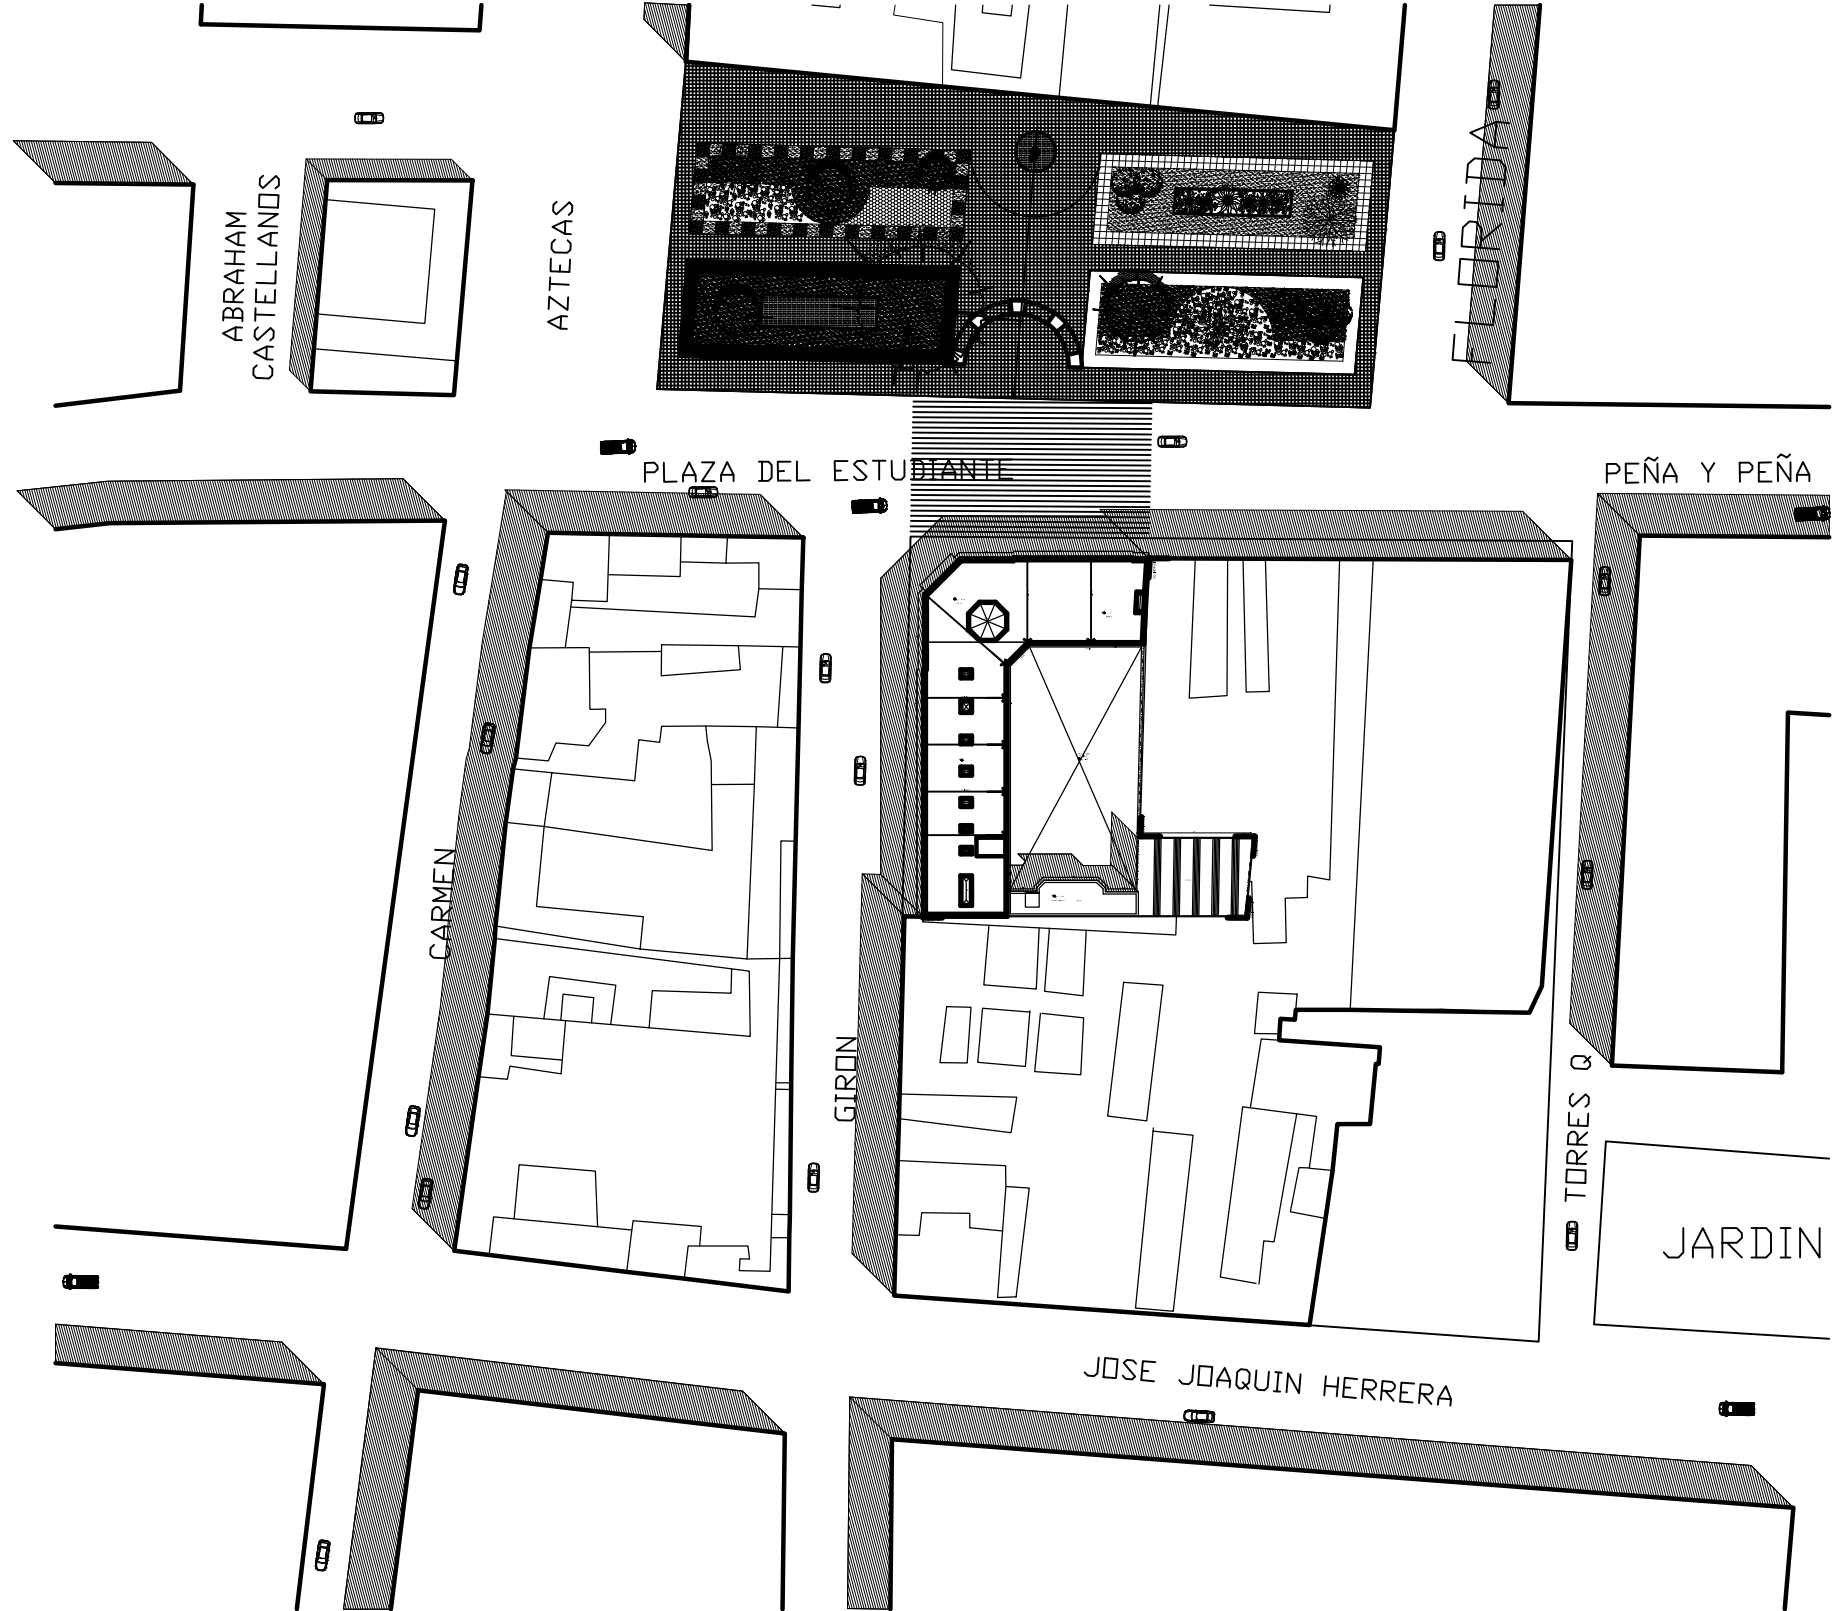 ABRAHAM
CASTELLANOS
AZTECAS
FLORIDA
PLAZA DEL ESTUDIANTE
PEÑA Y PEÑA
CARMEN
GIRON
TORRES Q
JARDIN
JOSE JOAQUIN HERRERA